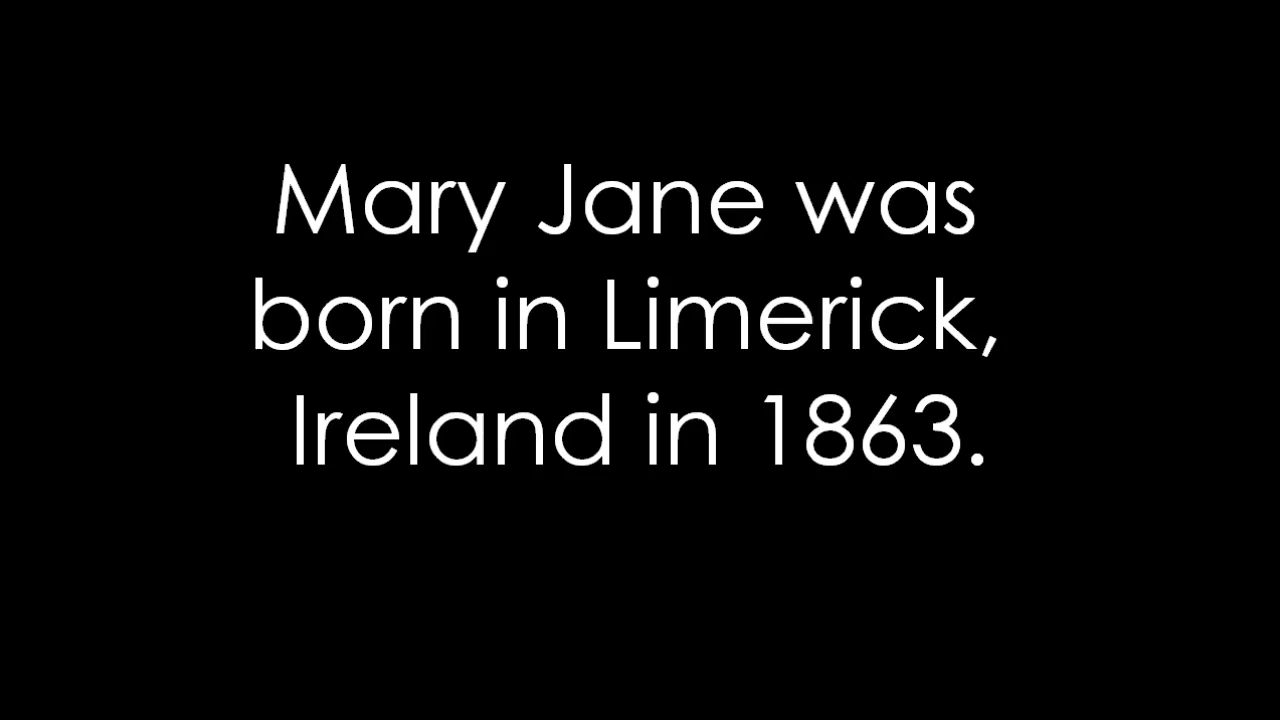 Mary Jane was
born in Limerick,
Ireland in 1863.